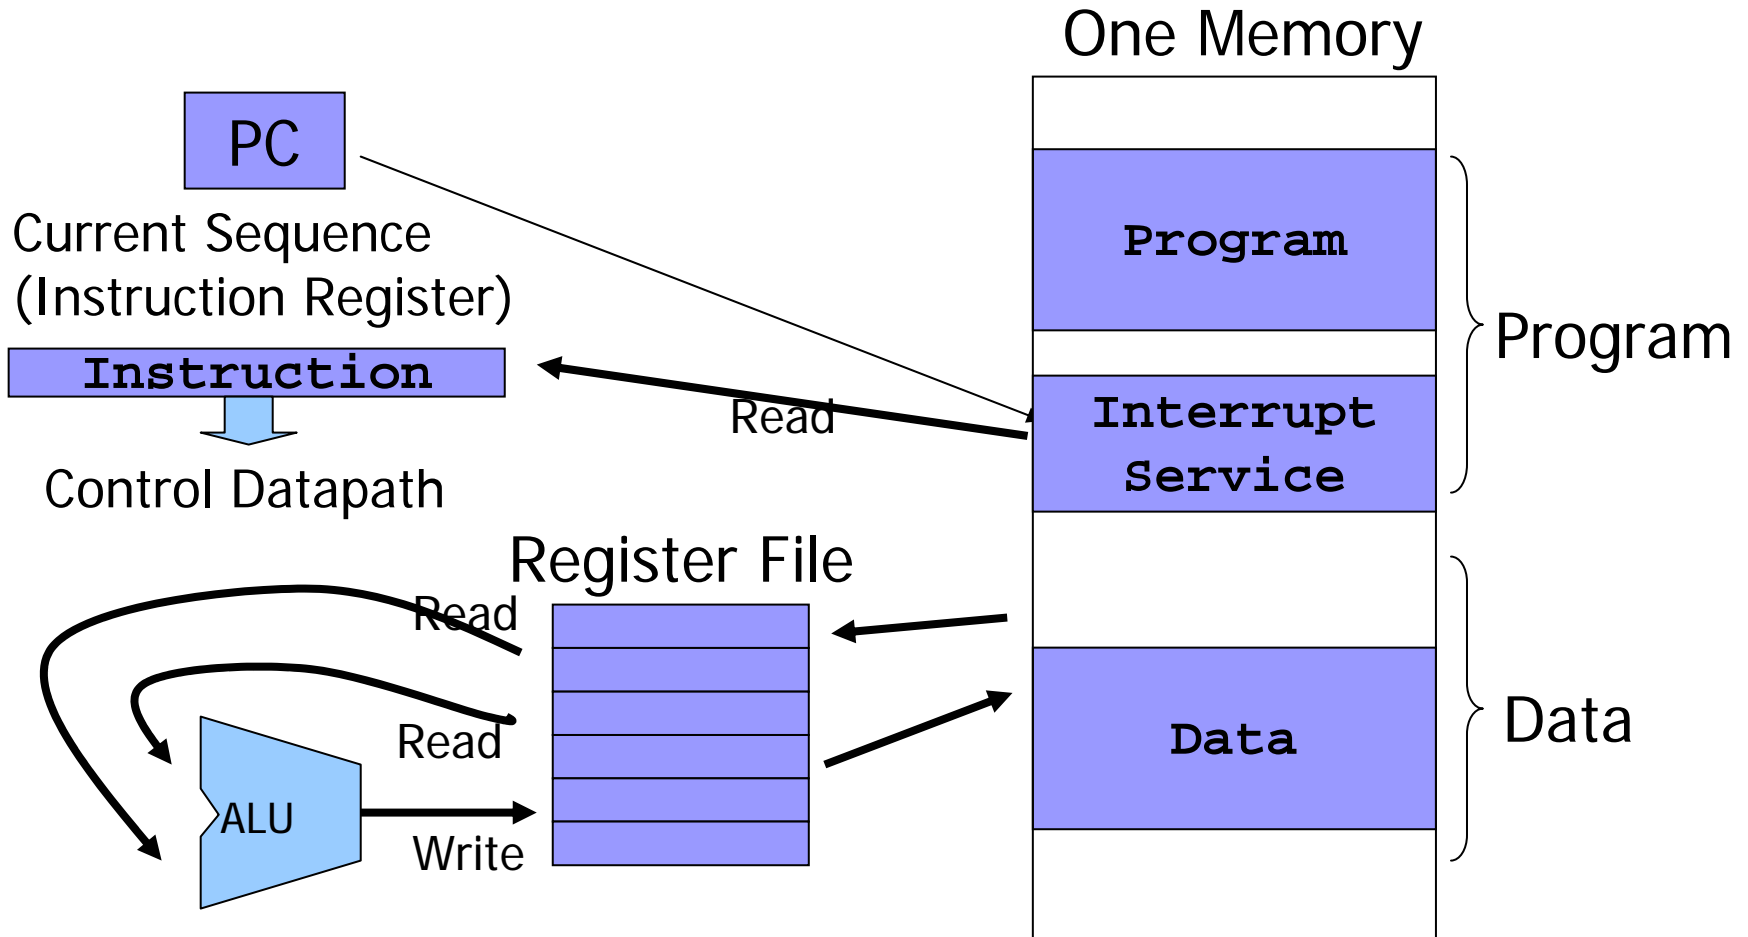 One Memory
PC
Current Sequence
(Instruction Register)
Instruction
Control Datapath
Read
Program
Interrupt
Service
Program
Register File
Read
Read
ALU
Write
Data
Data